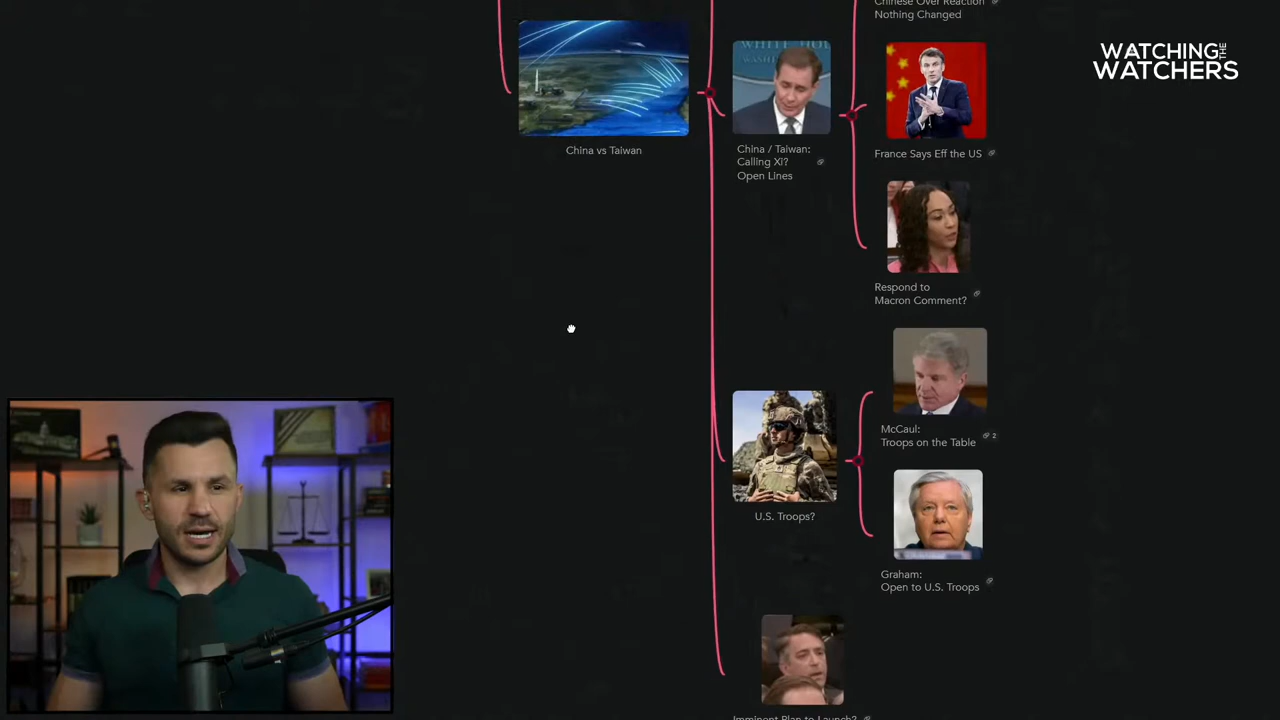 Chinese Over Reaction
Nothing Changed
WATCHING THE
WATCHERS
China vs Taiwan
China / Taiwan:
Calling Xi?
Open Lines
France Says Eff the US
Respond to
Macron Comment?
McCaul:
Troops on the Table
2
U.S. Troops?
Graham:
Open to U.S. Troops
Imminent Plan to Launch?